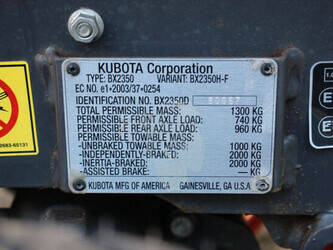 KUBOTA Corporation
TYPE: BX2350 VARIANT: BX2350H-F
EC NO. e1*2003/37*0254
IDENTIFICATION NO. BX2350D
TOTAL PERMISSIBLE MASS: 1300 KG
PERMISSIBLE FRONT AXLE LOAD: 740 KG
PERMISSIBLE REAR AXLE LOAD: 960 KG
PERMISSIBLE TOWABLE MASS:
-UNBRAKED TOWABLE MASS: 1000 KG
-INDEPENDENTLY-BRAKED: 2000 KG
-INERTIA-BRAKED: 2000 KG
-ASSISTED BRAKE: — KG
KUBOTA MFG OF AMERICA GAINESVILLE, GA U.S.A.